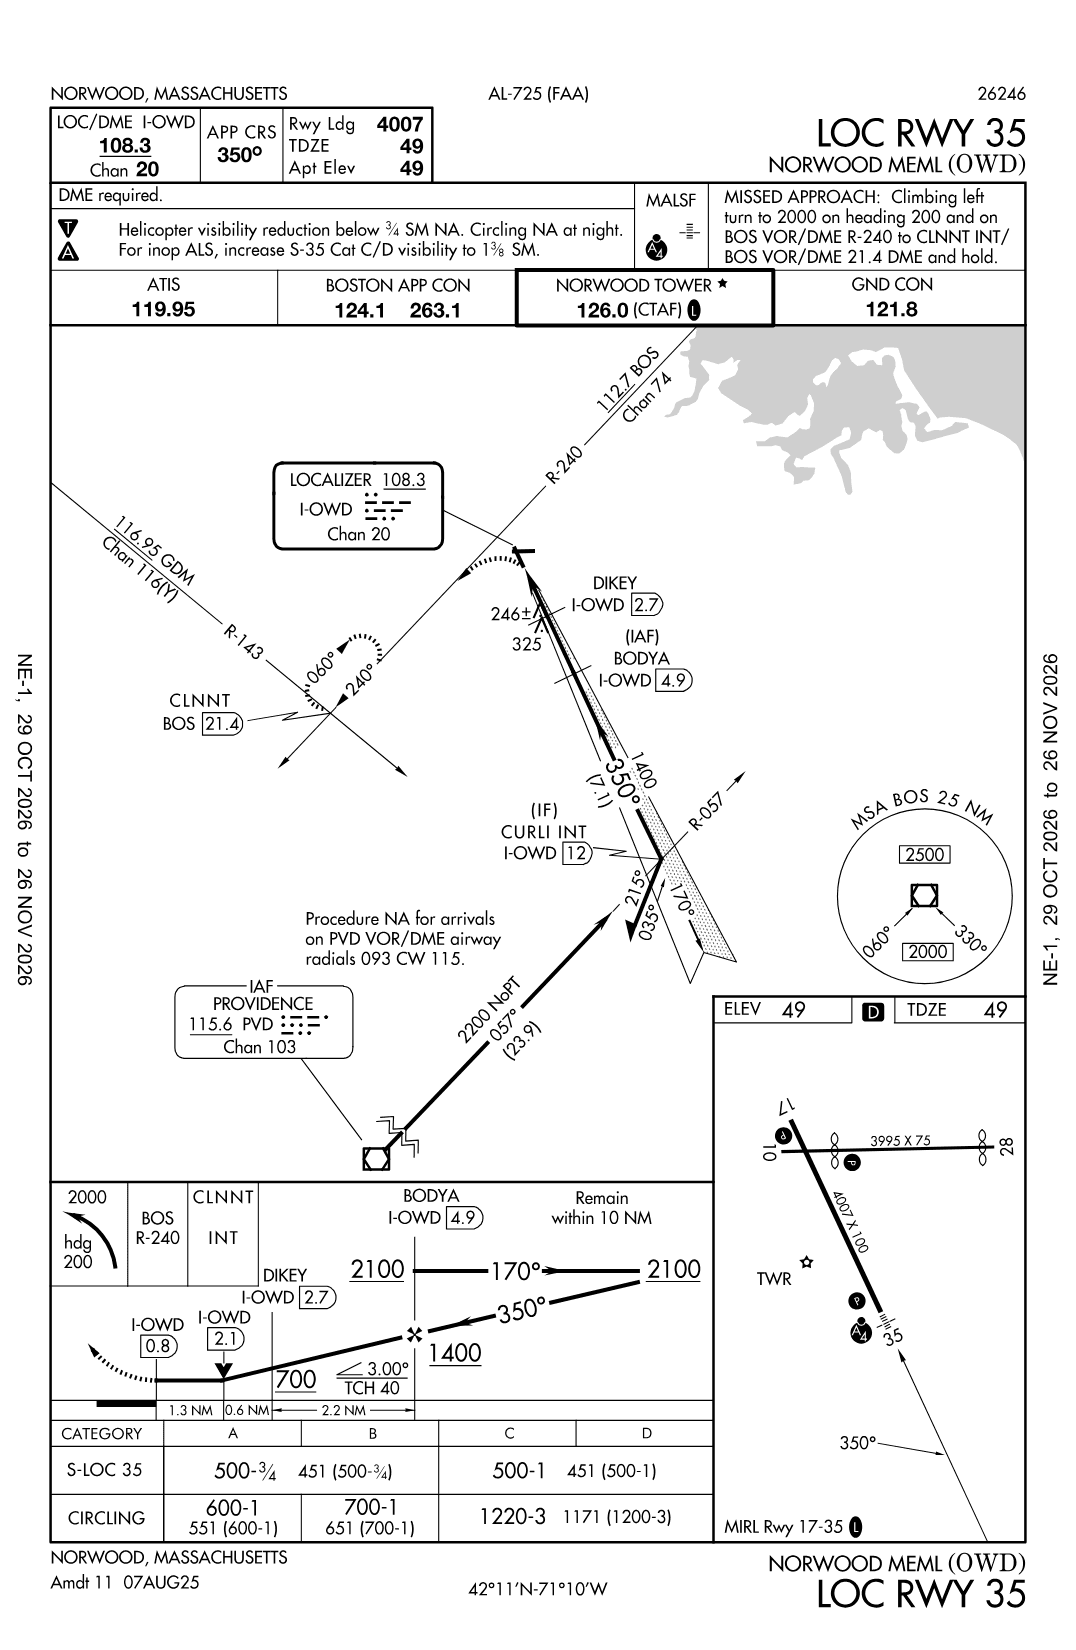 NORWOOD, MASSACHUSETTS
AL-725 (FAA)
26246
LOC/DME I-OWD
108.3
Chan 20
APP CRS
350°
Rwy Ldg 4007
TDZE 49
Apt Elev 49
LOC RWY 35
NORWOOD MEML (OWD)
DME required.
T
A
Helicopter visibility reduction below ¾ SM NA. Circling NA at night.
For inop ALS, increase S-35 Cat C/D visibility to 1⅜ SM.
MALSF
A4
MISSED APPROACH: Climbing left
turn to 2000 on heading 200 and on
BOS VOR/DME R-240 to CLNNT INT/
BOS VOR/DME 21.4 DME and hold.
ATIS
119.95
BOSTON APP CON
124.1 263.1
NORWOOD TOWER
126.0 (CTAF) L
GND CON
121.8
112.7 BOS
Chan 74
R-240
LOCALIZER 108.3
I-OWD
Chan 20
116.95 GDM
Chan 116(Y)
R-143
DIKEY
I-OWD 2.7
246±
325
(IAF)
BODYA
I-OWD 4.9
060°
240°
CLNNT
BOS 21.4
350°
(7.1)
1400
R-057
(IF)
CURLI INT
I-OWD 12
215°
035°
170°
MSA BOS 25 NM
2500
060°
330°
2000
Procedure NA for arrivals
on PVD VOR/DME airway
radials 093 CW 115.
IAF
PROVIDENCE
115.6 PVD
Chan 103
2200 NoPT
057°
(23.9)
NE-1, 29 OCT 2026 to 26 NOV 2026
NE-1, 29 OCT 2026 to 26 NOV 2026
ELEV 49
D
TDZE 49
17
P
10
3995 X 75
28
P
4007 X 100
TWR
P
A4
35
350°
MIRL Rwy 17-35 L
2000
hdg
200
BOS
R-240
CLNNT
INT
BODYA
I-OWD 4.9
Remain
within 10 NM
2100
170°
2100
DIKEY
I-OWD 2.7
350°
I-OWD
0.8
I-OWD
2.1
1400
700
3.00°
TCH 40
1.3 NM
0.6 NM
2.2 NM
CATEGORY
A
B
C
D
S-LOC 35
500-¾ 451 (500-¾)
500-1 451 (500-1)
CIRCLING
600-1
551 (600-1)
700-1
651 (700-1)
1220-3 1171 (1200-3)
NORWOOD, MASSACHUSETTS
Amdt 11 07AUG25
42°11'N-71°10'W
NORWOOD MEML (OWD)
LOC RWY 35